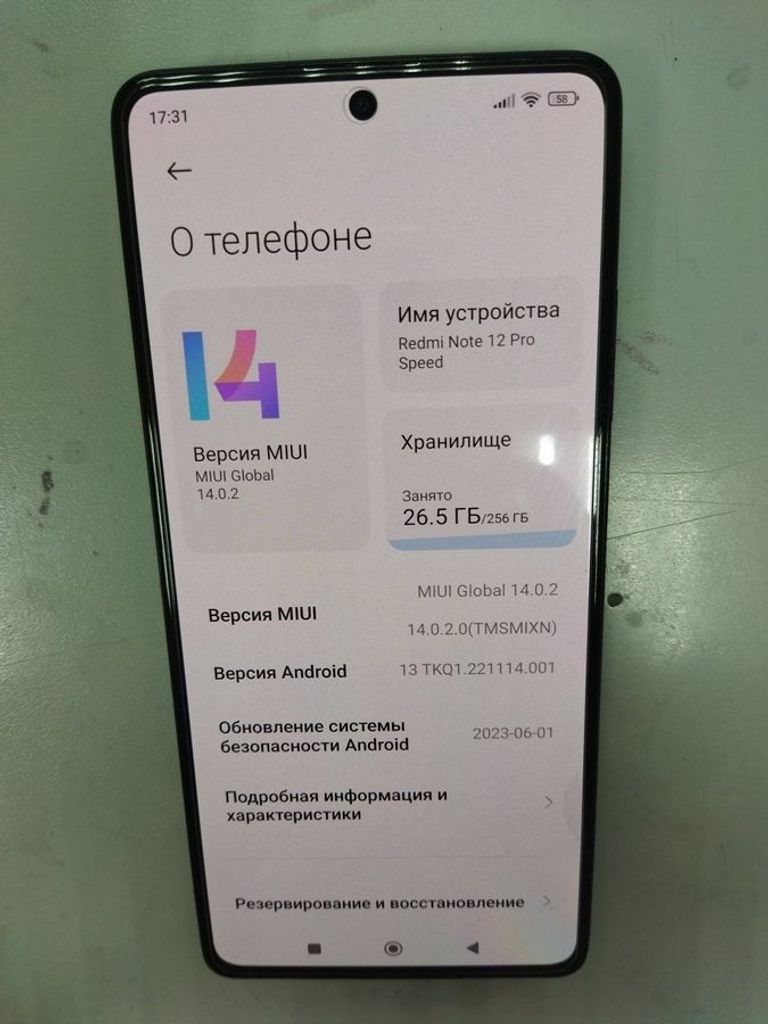 17:31
58
О телефоне
14
Версия MIUI
MIUI Global
14.0.2
Имя устройства
Redmi Note 12 Pro
Speed
Хранилище
Занято
26.5 ГБ/256 ГБ
Версия MIUI
MIUI Global 14.0.2
14.0.2.0(TMSMIXN)
Версия Android
13 TKQ1.221114.001
Обновление системы
безопасности Android
2023-06-01
Подробная информация и
характеристики
Резервирование и восстановление